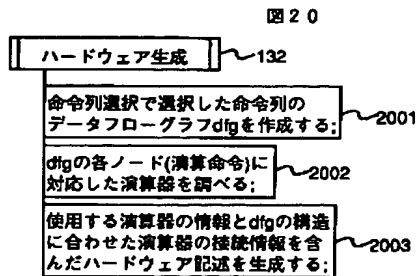 図20
ハードウェア生成
132
命令列選択で選択した命令列の
データフローグラフdfgを作成する;
2001
dfgの各ノード(演算命令)に
対応した演算器を調べる;
2002
使用する演算器の情報とdfgの構造
に合わせた演算器の接続情報を含
んだハードウェア記述を生成する;
2003